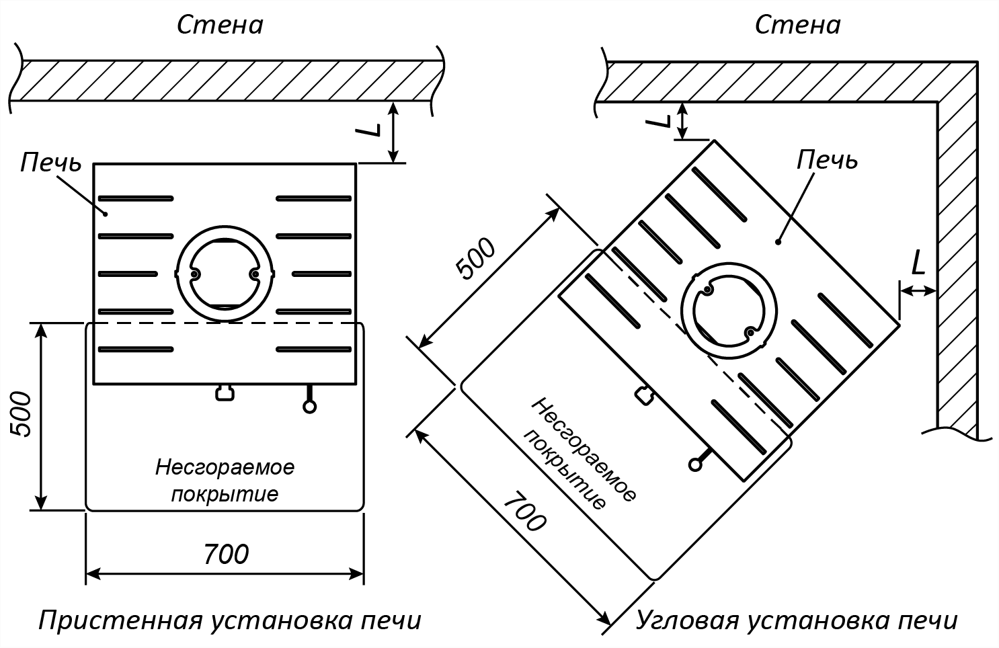 Стена
L
Печь
500
Несгораемое
покрытие
700
Пристенная установка печи
Стена
L
Печь
L
500
Несгораемое
покрытие
700
Угловая установка печи